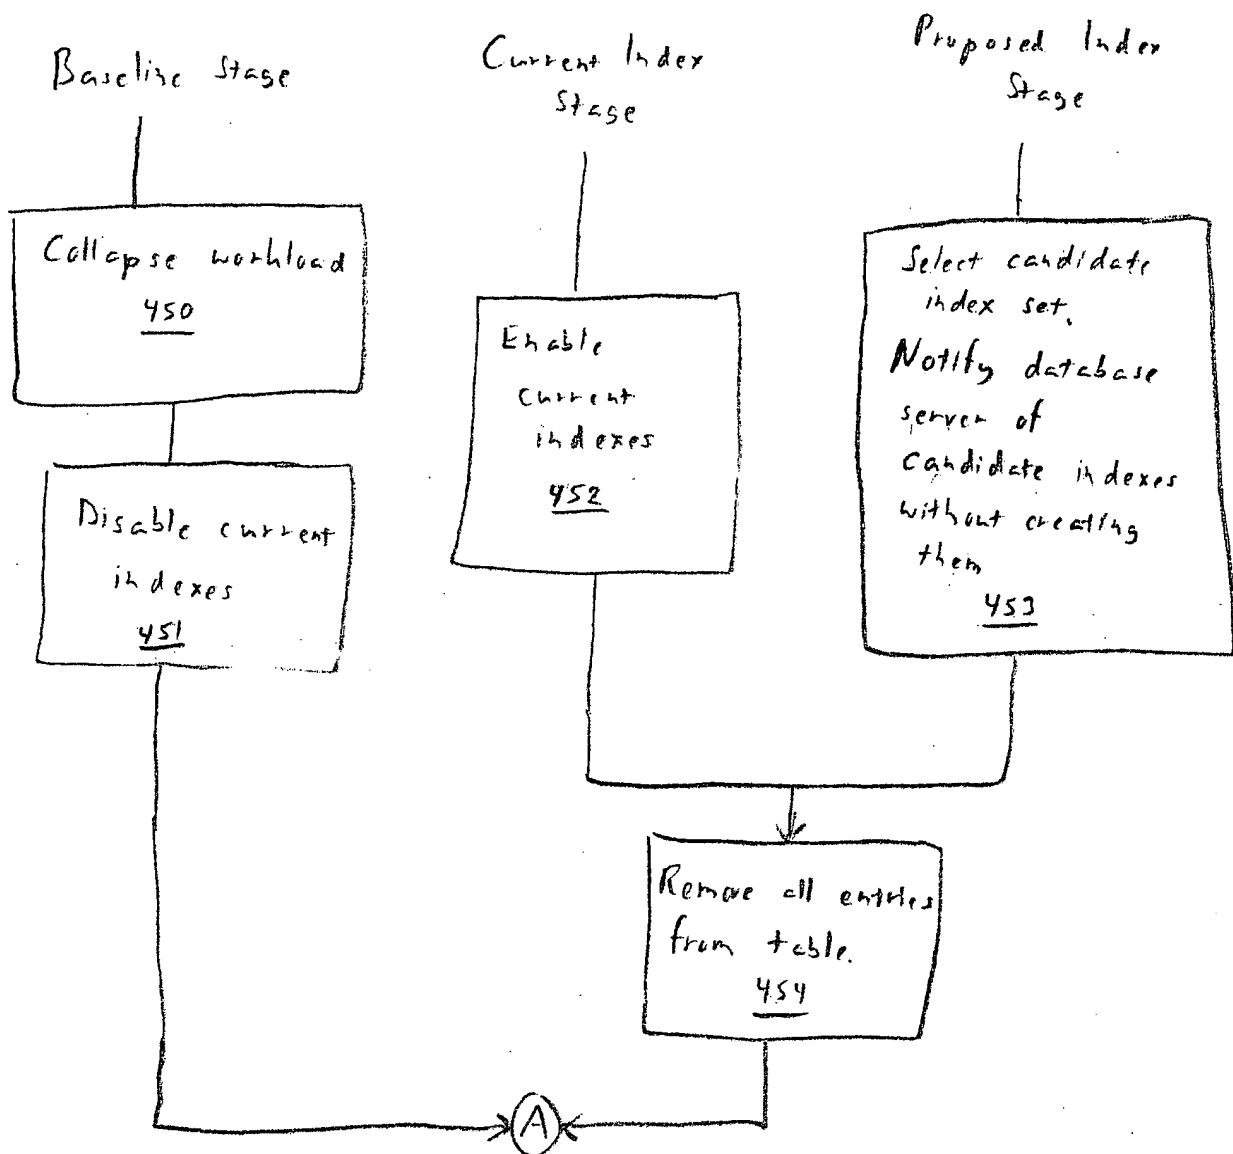 Baseline Stage
Collapse workload
450
Disable current
indexes
451
Current Index
Stage
Enable
current
indexes
452
Proposed Index
Stage
Select candidate
index set.
Notify database
server of
candidate indexes
without creating
them
453
Remove all entries
from table.
454
A